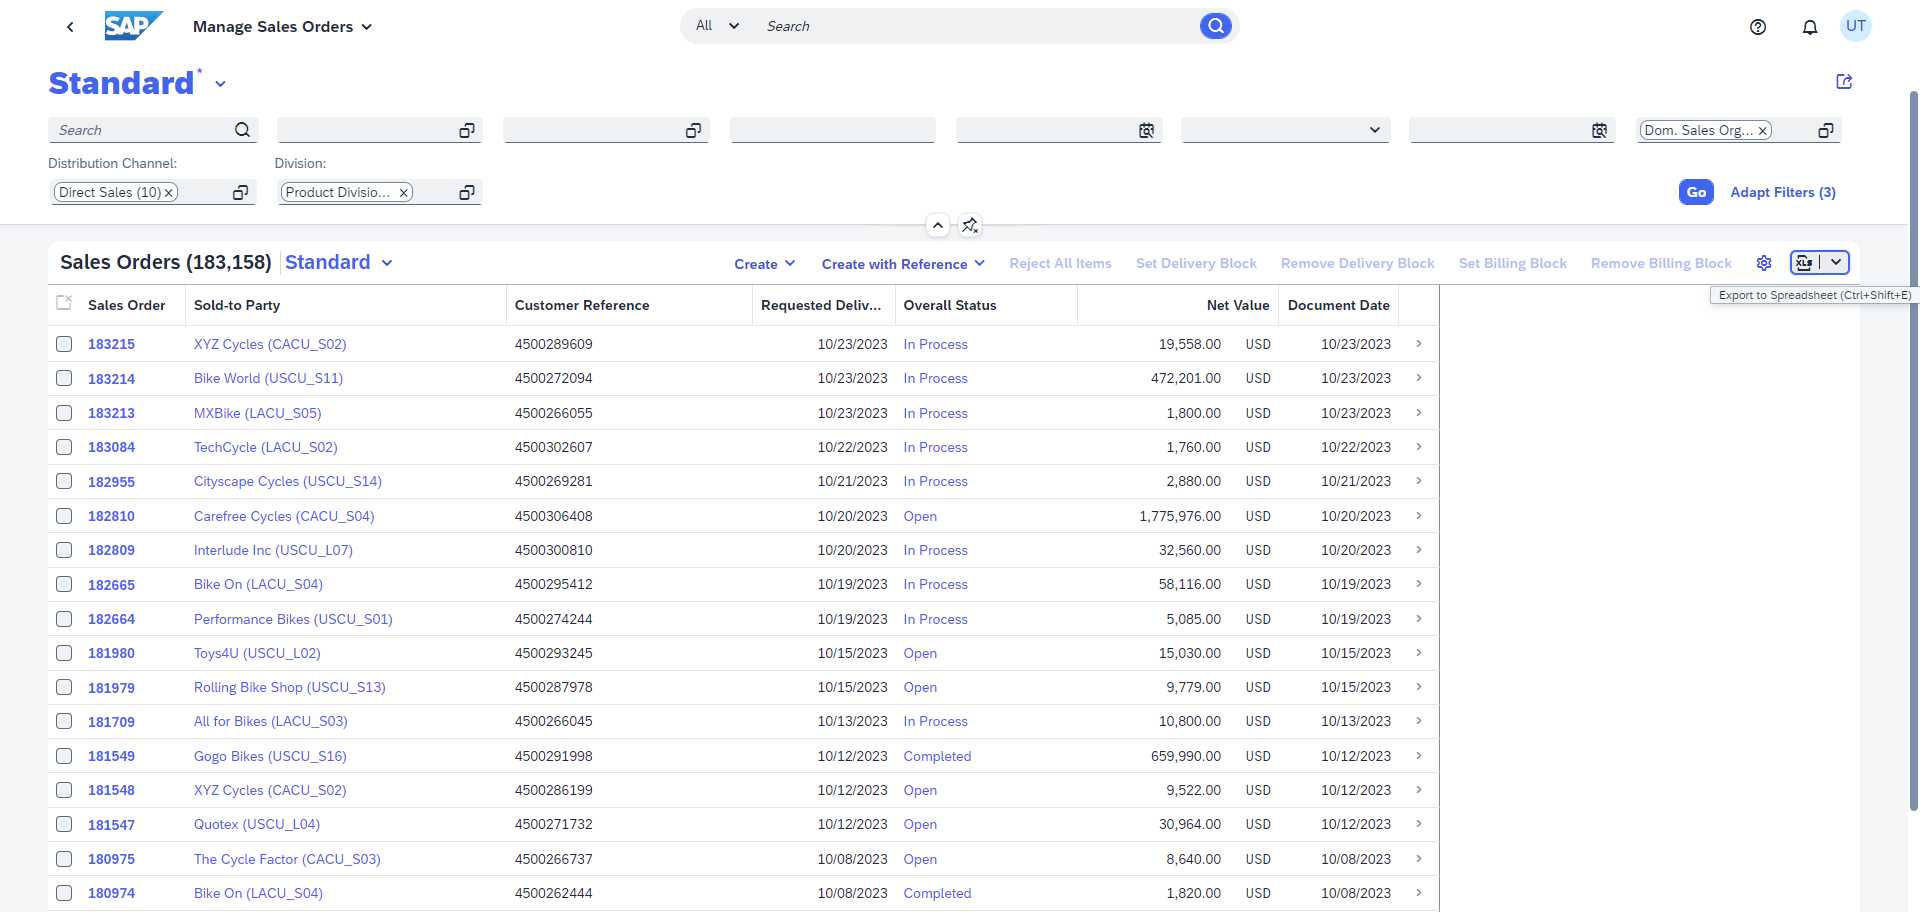 SAP Manage Sales Orders All Search UT
Standard*
Search Dom. Sales Org...
Distribution Channel: Division:
Direct Sales (10) Product Divisio... Go Adapt Filters (3)
Sales Orders (183,158) Standard Create Create with Reference Reject All Items Set Delivery Block Remove Delivery Block Set Billing Block Remove Billing Block XLS
Export to Spreadsheet (Ctrl+Shift+E)
Sales Order Sold-to Party Customer Reference Requested Deliv... Overall Status Net Value Document Date
183215 XYZ Cycles (CACU_S02) 4500289609 10/23/2023 In Process 19,558.00 USD 10/23/2023
183214 Bike World (USCU_S11) 4500272094 10/23/2023 In Process 472,201.00 USD 10/23/2023
183213 MXBike (LACU_S05) 4500266055 10/23/2023 In Process 1,800.00 USD 10/23/2023
183084 TechCycle (LACU_S02) 4500302607 10/22/2023 In Process 1,760.00 USD 10/22/2023
182955 Cityscape Cycles (USCU_S14) 4500269281 10/21/2023 In Process 2,880.00 USD 10/21/2023
182810 Carefree Cycles (CACU_S04) 4500306408 10/20/2023 Open 1,775,976.00 USD 10/20/2023
182809 Interlude Inc (USCU_L07) 4500300810 10/20/2023 In Process 32,560.00 USD 10/20/2023
182665 Bike On (LACU_S04) 4500295412 10/19/2023 In Process 58,116.00 USD 10/19/2023
182664 Performance Bikes (USCU_S01) 4500274244 10/19/2023 In Process 5,085.00 USD 10/19/2023
181980 Toys4U (USCU_L02) 4500293245 10/15/2023 Open 15,030.00 USD 10/15/2023
181979 Rolling Bike Shop (USCU_S13) 4500287978 10/15/2023 Open 9,779.00 USD 10/15/2023
181709 All for Bikes (LACU_S03) 4500266045 10/13/2023 In Process 10,800.00 USD 10/13/2023
181549 Gogo Bikes (USCU_S16) 4500291998 10/12/2023 Completed 659,990.00 USD 10/12/2023
181548 XYZ Cycles (CACU_S02) 4500286199 10/12/2023 Open 9,522.00 USD 10/12/2023
181547 Quotex (USCU_L04) 4500271732 10/12/2023 Open 30,964.00 USD 10/12/2023
180975 The Cycle Factor (CACU_S03) 4500266737 10/08/2023 Open 8,640.00 USD 10/08/2023
180974 Bike On (LACU_S04) 4500262444 10/08/2023 Completed 1,820.00 USD 10/08/2023